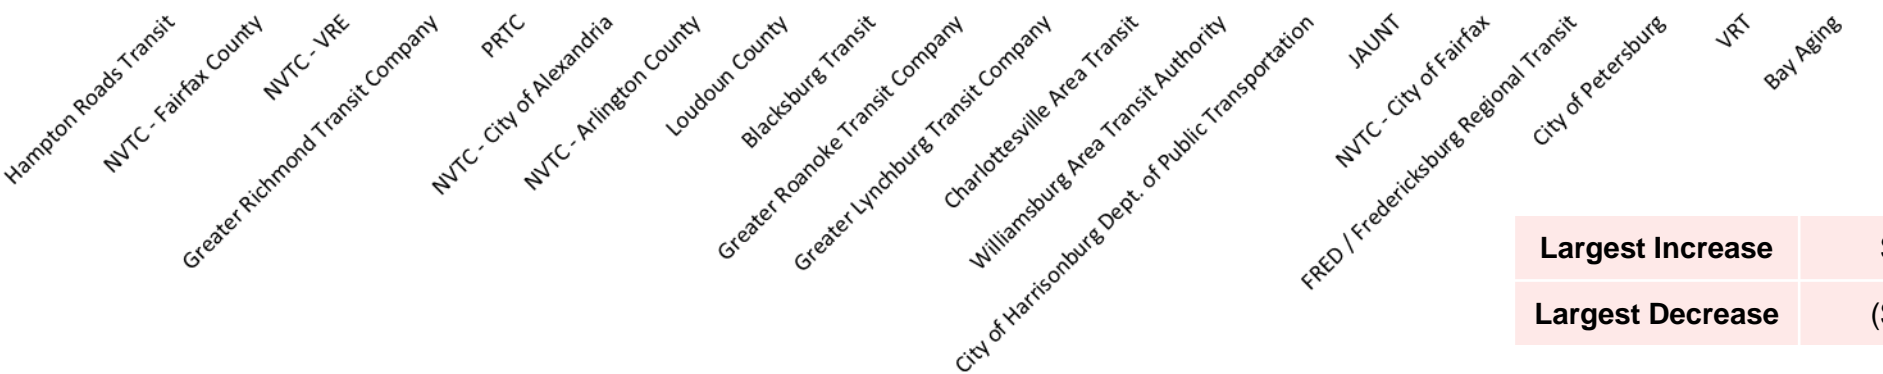 Hampton Roads Transit
NVTC - Fairfax County
NVTC - VRE
Greater Richmond Transit Company
PRTC
NVTC - City of Alexandria
NVTC - Arlington County
Loudoun County
Blacksburg Transit
Greater Roanoke Transit Company
Greater Lynchburg Transit Company
Charlottesville Area Transit
Williamsburg Area Transit Authority
City of Harrisonburg Dept. of Public Transportation
JAUNT
NVTC - City of Fairfax
FRED / Fredericksburg Regional Transit
City of Petersburg
VRT
Bay Aging
Largest Increase
Largest Decrease (